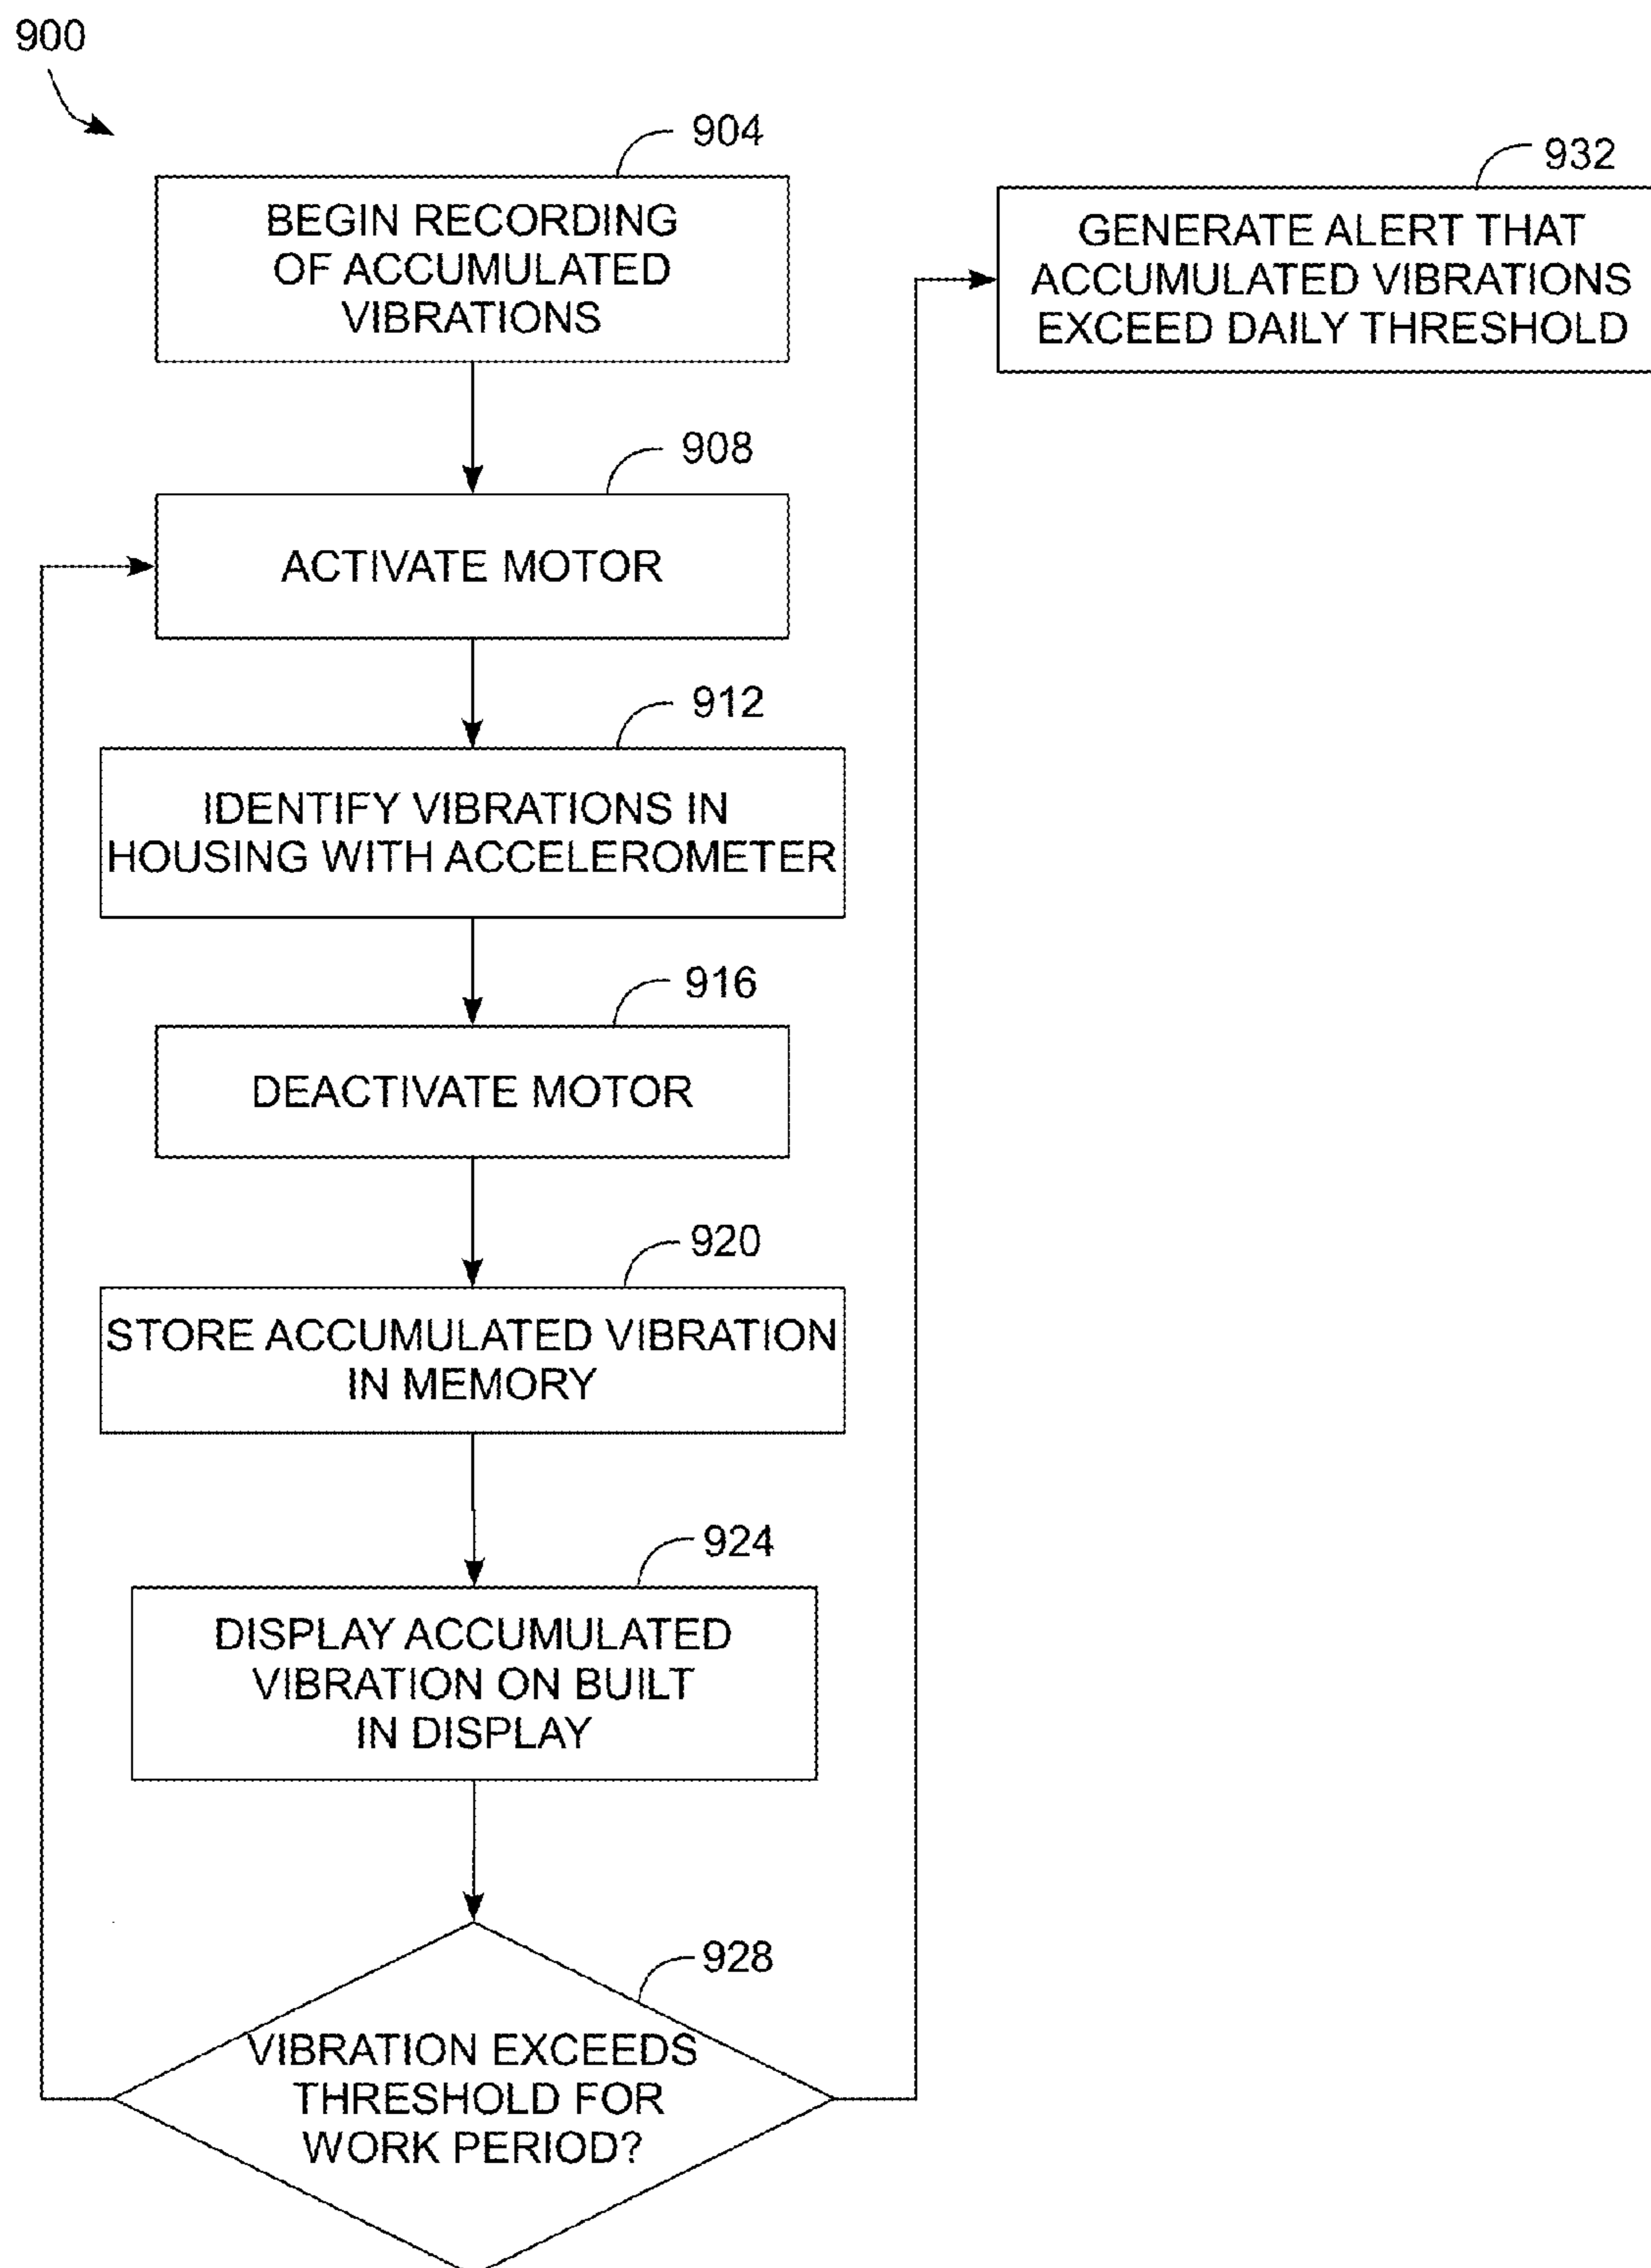 900
904
BEGIN RECORDING
OF ACCUMULATED
VIBRATIONS
908
ACTIVATE MOTOR
912
IDENTIFY VIBRATIONS IN
HOUSING WITH ACCELEROMETER
916
DEACTIVATE MOTOR
920
STORE ACCUMULATED VIBRATION
IN MEMORY
924
DISPLAY ACCUMULATED
VIBRATION ON BUILT
IN DISPLAY
928
VIBRATION EXCEEDS
THRESHOLD FOR
WORK PERIOD?
932
GENERATE ALERT THAT
ACCUMULATED VIBRATIONS
EXCEED DAILY THRESHOLD